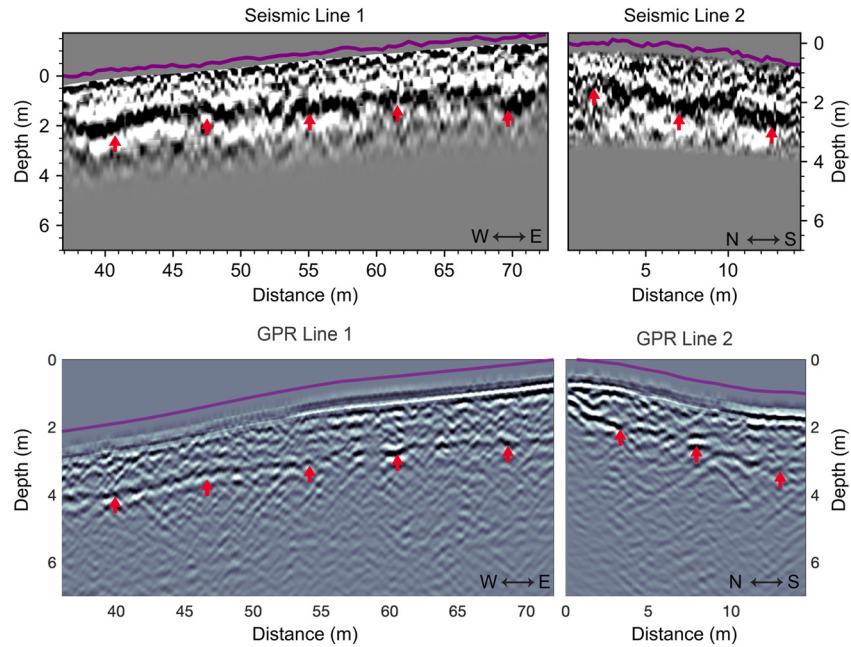 Seismic Line 1
Seismic Line 2
Depth (m)
0
2
4
6
W E
40 45 50 55 60 65 70
Distance (m)
N S
5 10
Distance (m)
0
2
4
6
Depth (m)
GPR Line 1
GPR Line 2
Depth (m)
0
2
4
6
W E
40 45 50 55 60 65 70
Distance (m)
N S
0 5 10
Distance (m)
0
2
4
6
Depth (m)